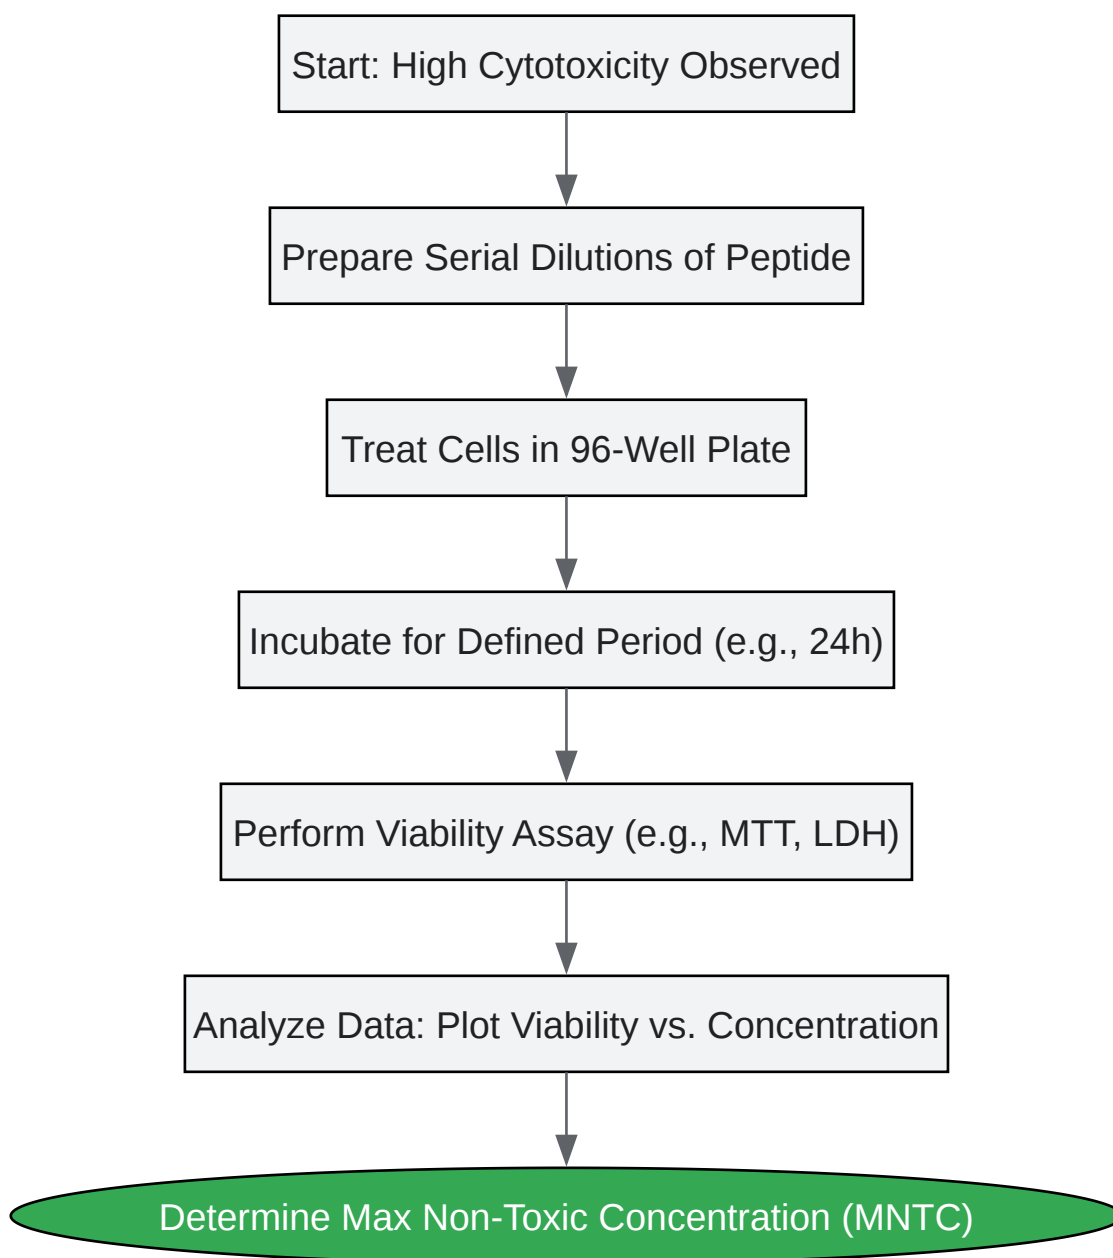 Start: High Cytotoxicity Observed
Prepare Serial Dilutions of Peptide
Treat Cells in 96-Well Plate
Incubate for Defined Period (e.g., 24h)
Perform Viability Assay (e.g., MTT, LDH)
Analyze Data: Plot Viability vs. Concentration
Determine Max Non-Toxic Concentration (MNTC)